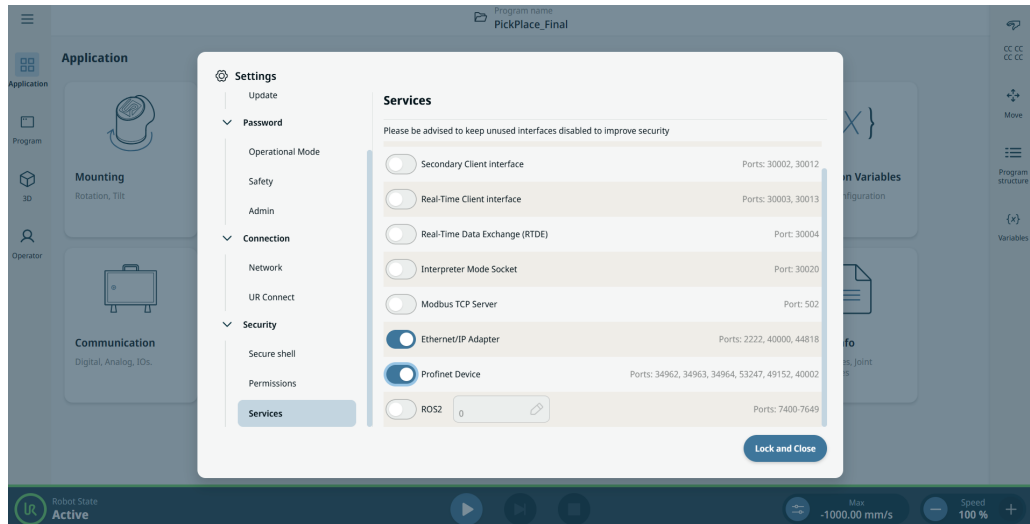 Program name
PickPlace_Final
Application
Application
Program
3D
Operator
Mounting
Rotation, Tilt
Communication
Digital, Analog, IOs.
Settings
Update
Password
Operational Mode
Safety
Admin
Connection
Network
UR Connect
Security
Secure shell
Permissions
Services
Services
Please be advised to keep unused interfaces disabled to improve security
Secondary Client interface Ports: 30002, 30012
Real-Time Client interface Ports: 30003, 30013
Real-Time Data Exchange (RTDE) Port: 30004
Interpreter Mode Socket Port: 30020
Modbus TCP Server Port: 502
Ethernet/IP Adapter Ports: 2222, 40000, 44818
Profinet Device Ports: 34962, 34963, 34964, 53247, 49152, 40002
ROS2 0 Ports: 7400-7649
Lock and Close
X}
Variables
CC CC
CC CC
Move
Program
structure
{x}
Variables
UR
Robot State
Active
Max
-1000.00 mm/s
Speed
100 %